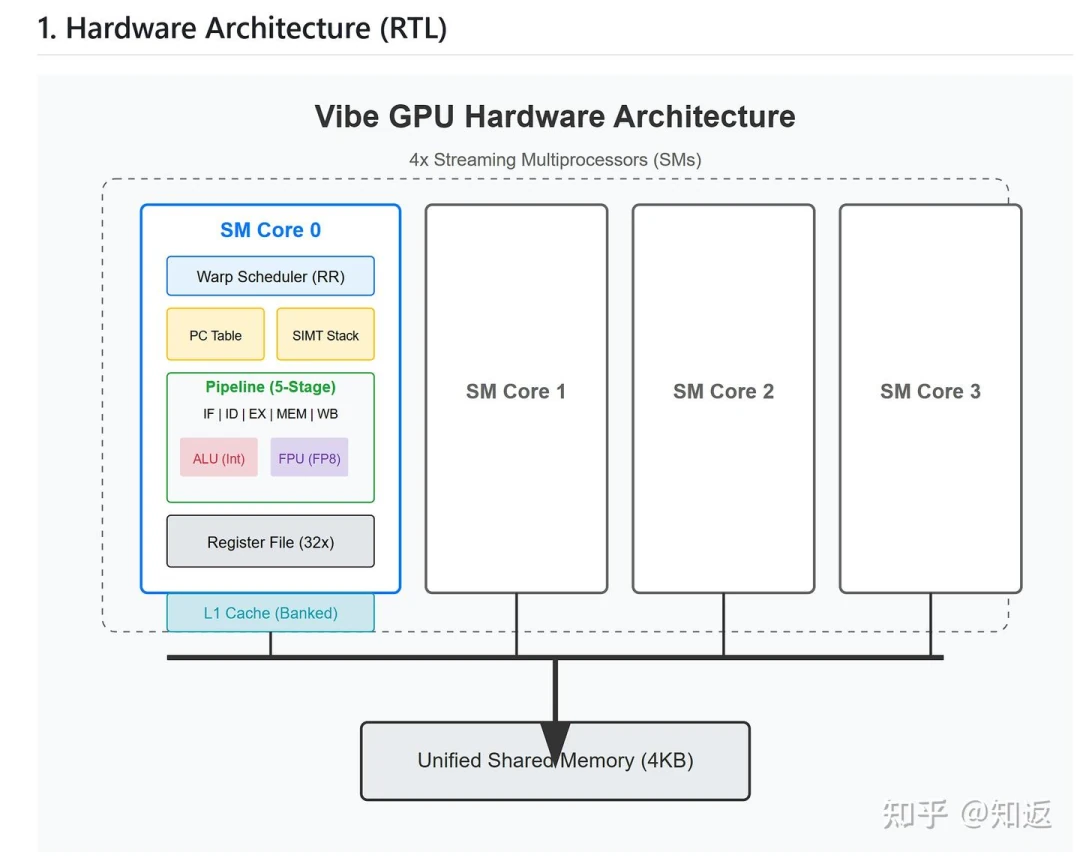 1. Hardware Architecture (RTL)
Vibe GPU Hardware Architecture
4x Streaming Multiprocessors (SMs)
SM Core 0
Warp Scheduler (RR)
PC Table
SIMT Stack
Pipeline (5-Stage)
IF | ID | EX | MEM | WB
ALU (Int)
FPU (FP8)
Register File (32x)
L1 Cache (Banked)
SM Core 1
SM Core 2
SM Core 3
Unified Shared Memory (4KB)
知乎 @知返